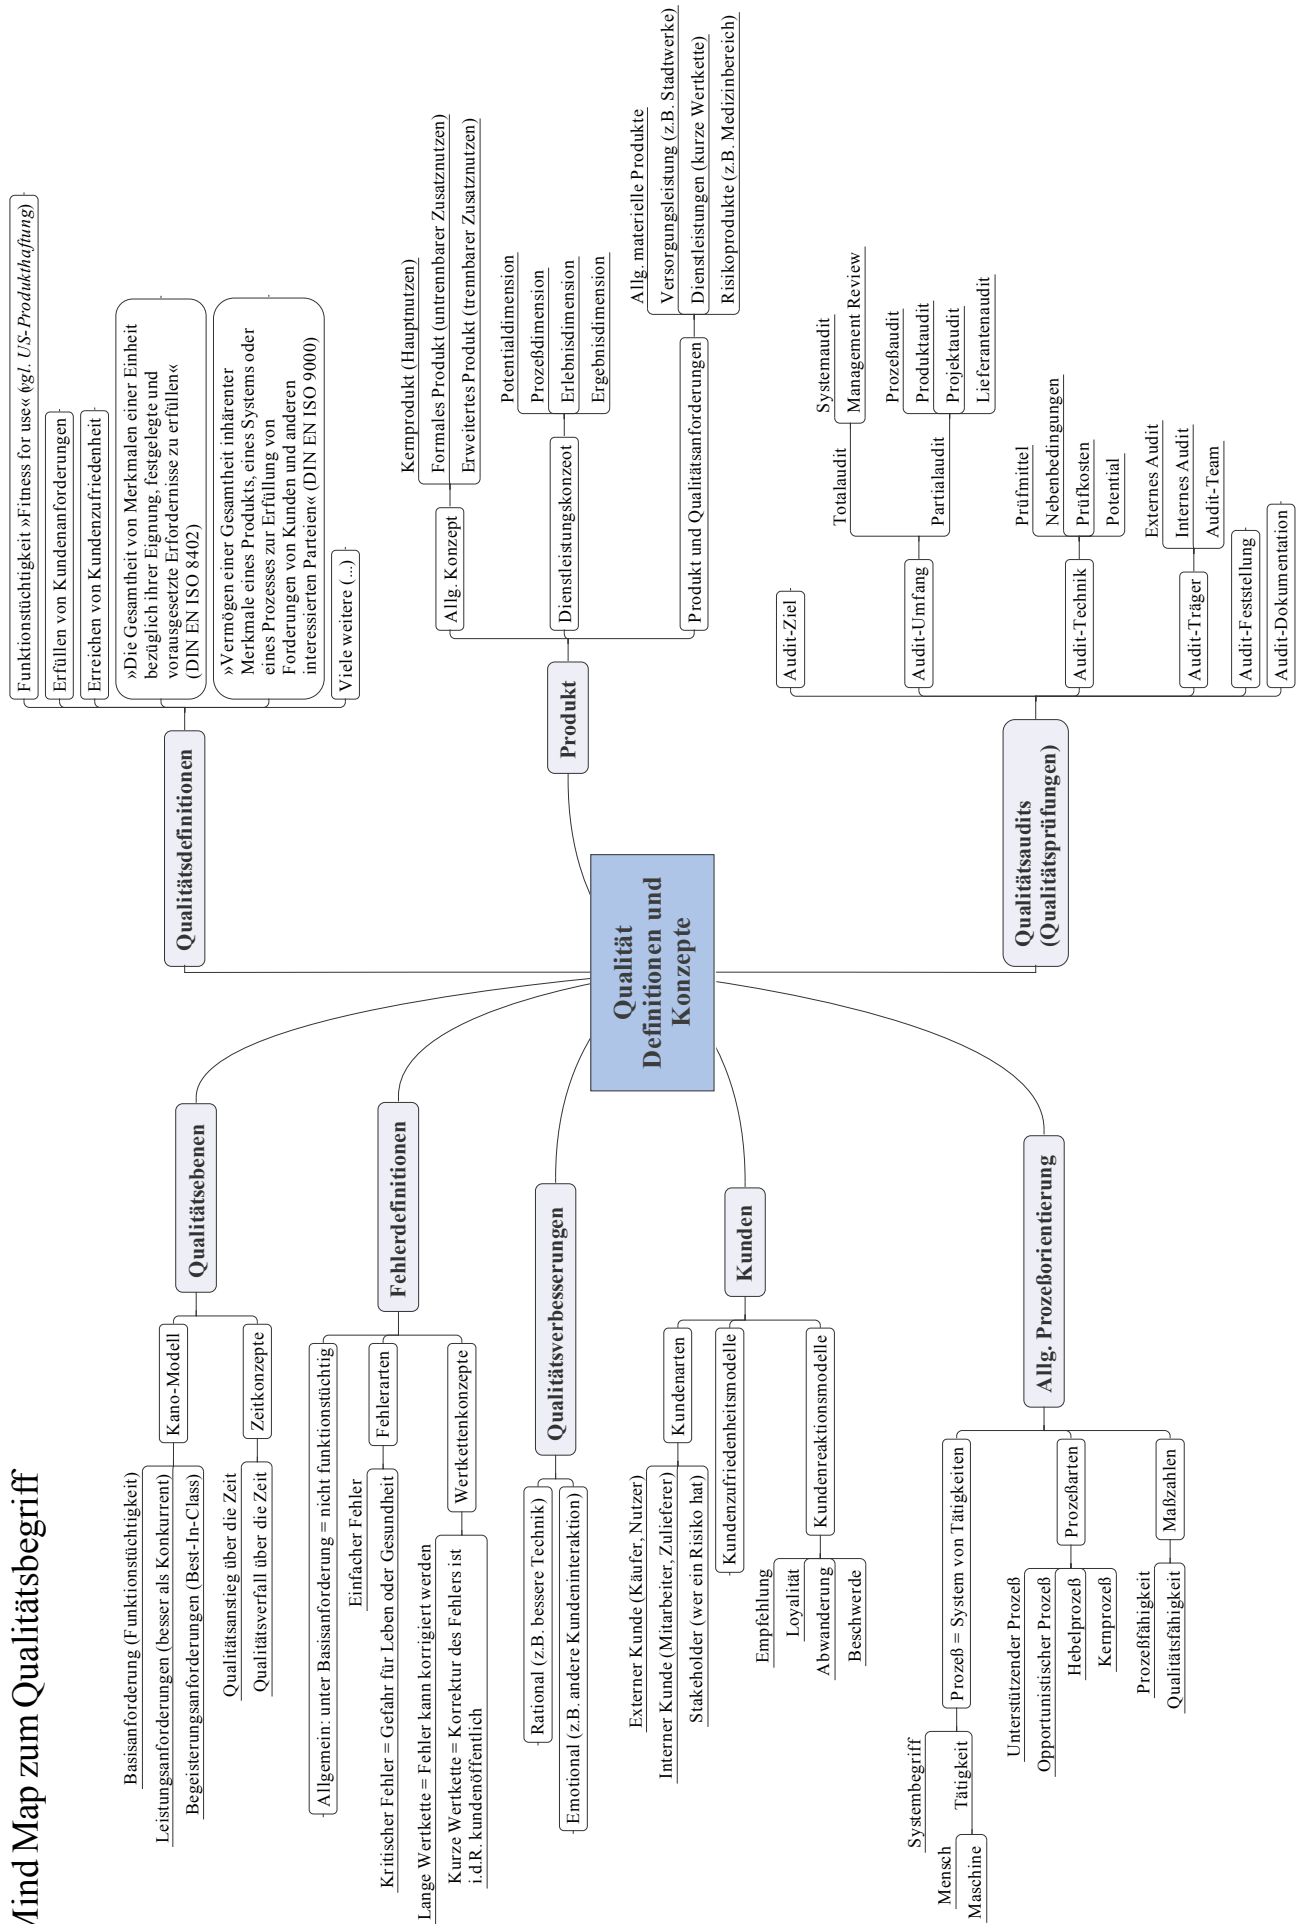 Mind Map zum Qualitätsbegriff
Qualität
Definitionen und
Konzepte
Qualitätsebenen
Kano-Modell
Basisanforderung (Funktionstüchtigkeit)
Leistungsanforderungen (besser als Konkurrent)
Begeisterungsanforderungen (Best-In-Class)
Zeitkonzepte
Qualitätsanstieg über die Zeit
Qualitätsverfall über die Zeit
Fehlerdefinitionen
Allgemein: unter Basisanforderung = nicht funktionstüchtig
Fehlerarten
Einfacher Fehler
Kritischer Fehler = Gefahr für Leben oder Gesundheit
Wertkettenkonzepte
Lange Wertkette = Fehler kann korrigiert werden
Kurze Wertkette = Korrektur des Fehlers ist
i.d.R. kundenöffentlich
Qualitätsverbesserungen
Rational (z.B. bessere Technik)
Emotional (z.B. andere Kundeninteraktion)
Kunden
Kundenarten
Externer Kunde (Käufer, Nutzer)
Interner Kunde (Mitarbeiter, Zulieferer)
Stakeholder (wer ein Risiko hat)
Kundenzufriedenheitsmodelle
Kundenreaktionsmodelle
Empfehlung
Loyalität
Abwanderung
Beschwerde
Allg. Prozeßorientierung
Prozeß = System von Tätigkeiten
Systembegriff
Tätigkeit
Mensch
Maschine
Prozeßarten
Unterstützender Prozeß
Opportunistischer Prozeß
Hebelprozeß
Kernprozeß
Maßzahlen
Prozeßfähigkeit
Qualitätsfähigkeit
Qualitätsdefinitionen
Funktionstüchtigkeit »Fitness for use« (vgl. US-Produkthaftung)
Erfüllen von Kundenanforderungen
Erreichen von Kundenzufriedenheit
»Die Gesamtheit von Merkmalen einer Einheit
bezüglich ihrer Eignung, festgelegte und
vorausgesetzte Erfordernisse zu erfüllen«
(DIN EN ISO 8402)
»Vermögen einer Gesamtheit inhärenter
Merkmale eines Produkts, eines Systems oder
eines Prozesses zur Erfüllung von
Forderungen von Kunden und anderen
interessierten Parteien« (DIN EN ISO 9000)
Viele weitere (...)
Produkt
Allg. Konzept
Kernprodukt (Hauptnutzen)
Formales Produkt (untrennbarer Zusatznutzen)
Erweitertes Produkt (trennbarer Zusatznutzen)
Dienstleistungskonzeot
Potentialdimension
Prozeßdimension
Erlebnisdimension
Ergebnisdimension
Produkt und Qualitätsanforderungen
Allg. materielle Produkte
Versorgungsleistung (z.B. Stadtwerke)
Dienstleistungen (kurze Wertkette)
Risikoprodukte (z.B. Medizinbereich)
Qualitätsaudits
(Qualitätsprüfungen)
Audit-Ziel
Audit-Umfang
Totalaudit
Systemaudit
Management Review
Partialaudit
Prozeßaudit
Produktaudit
Projektaudit
Lieferantenaudit
Audit-Technik
Prüfmittel
Nebenbedingungen
Prüfkosten
Potential
Audit-Träger
Externes Audit
Internes Audit
Audit-Team
Audit-Feststellung
Audit-Dokumentation